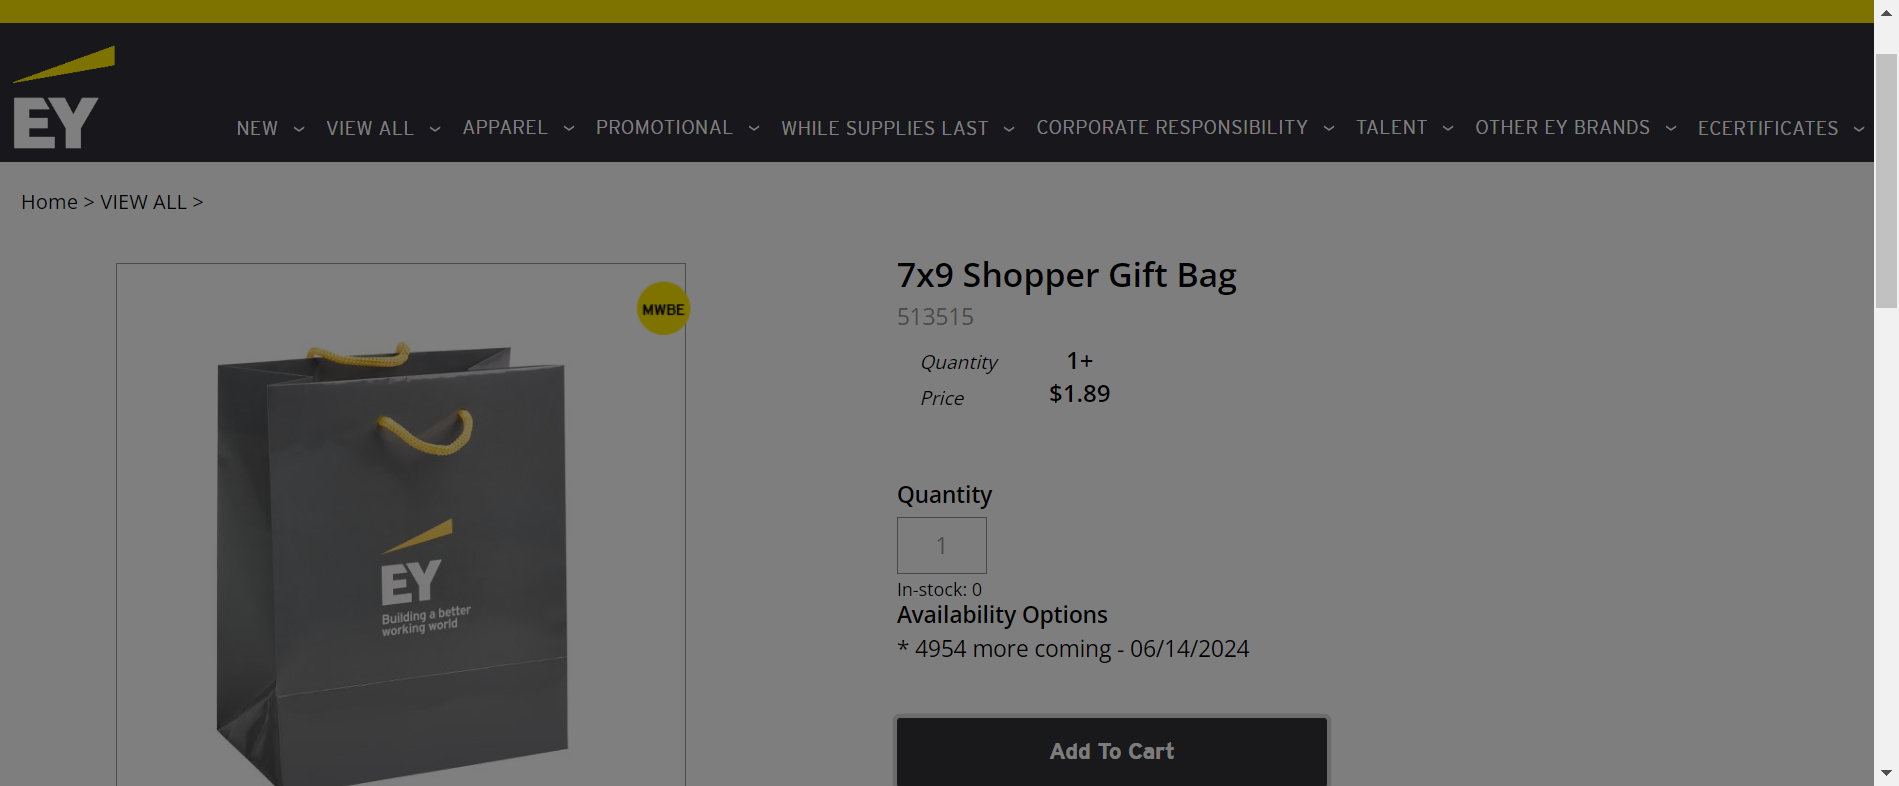 EY
NEW
VIEW ALL
APPAREL
PROMOTIONAL
WHILE SUPPLIES LAST
CORPORATE RESPONSIBILITY
TALENT
OTHER EY BRANDS
ECERTIFICATES
Home > VIEW ALL >
MWBE
EY
Building a better
working world
7x9 Shopper Gift Bag
513515
Quantity 1+
Price $1.89
Quantity
1
In-stock: 0
Availability Options
* 4954 more coming - 06/14/2024
Add To Cart